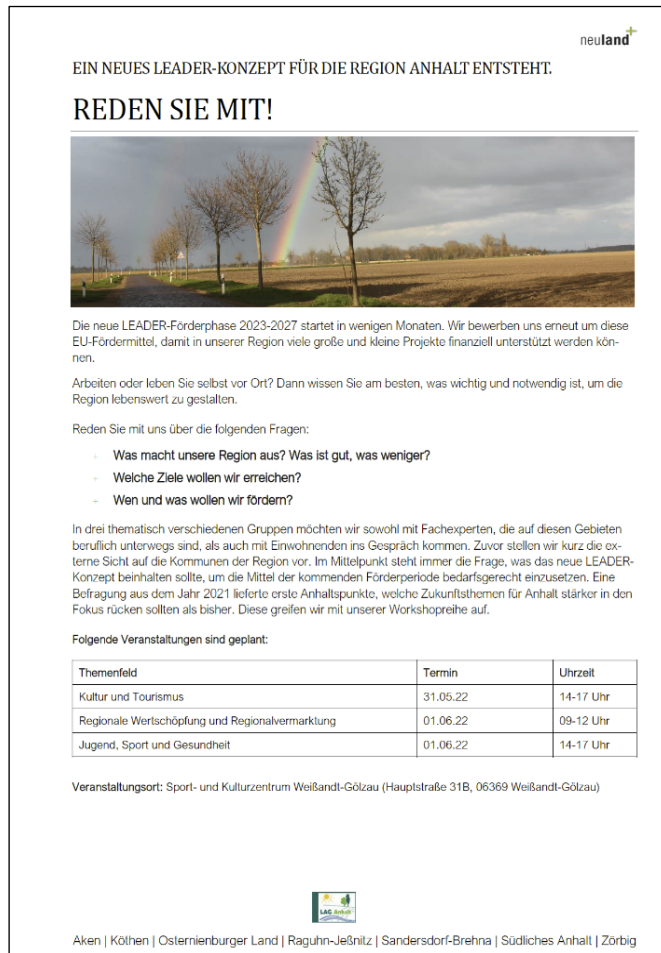 neuland+
EIN NEUES LEADER-KONZEPT FÜR DIE REGION ANHALT ENTSTEHT.
REDEN SIE MIT!
Die neue LEADER-Förderphase 2023-2027 startet in wenigen Monaten. Wir bewerben uns erneut um diese
EU-Fördermittel, damit in unserer Region viele große und kleine Projekte finanziell unterstützt werden kön-
nen.
Arbeiten oder leben Sie selbst vor Ort? Dann wissen Sie am besten, was wichtig und notwendig ist, um die
Region lebenswert zu gestalten.
Reden Sie mit uns über die folgenden Fragen:
+ Was macht unsere Region aus? Was ist gut, was weniger?
+ Welche Ziele wollen wir erreichen?
+ Wen und was wollen wir fördern?
In drei thematisch verschiedenen Gruppen möchten wir sowohl mit Fachexperten, die auf diesen Gebieten
beruflich unterwegs sind, als auch mit Einwohnenden ins Gespräch kommen. Zuvor stellen wir kurz die ex-
terne Sicht auf die Kommunen der Region vor. Im Mittelpunkt steht immer die Frage, was das neue LEADER-
Konzept beinhalten sollte, um die Mittel der kommenden Förderperiode bedarfsgerecht einzusetzen. Eine
Befragung aus dem Jahr 2021 lieferte erste Anhaltspunkte, welche Zukunftsthemen für Anhalt stärker in den
Fokus rücken sollten als bisher. Diese greifen wir mit unserer Workshopreihe auf.
Folgende Veranstaltungen sind geplant:
Themenfeld Termin Uhrzeit
Kultur und Tourismus 31.05.22 14-17 Uhr
Regionale Wertschöpfung und Regionalvermarktung 01.06.22 09-12 Uhr
Jugend, Sport und Gesundheit 01.06.22 14-17 Uhr
Veranstaltungsort: Sport- und Kulturzentrum Weißandt-Gölzau (Hauptstraße 31B, 06369 Weißandt-Gölzau)
LAG Anhalt
Aken | Köthen | Osternienburger Land | Raguhn-Jeßnitz | Sandersdorf-Brehna | Südliches Anhalt | Zörbig